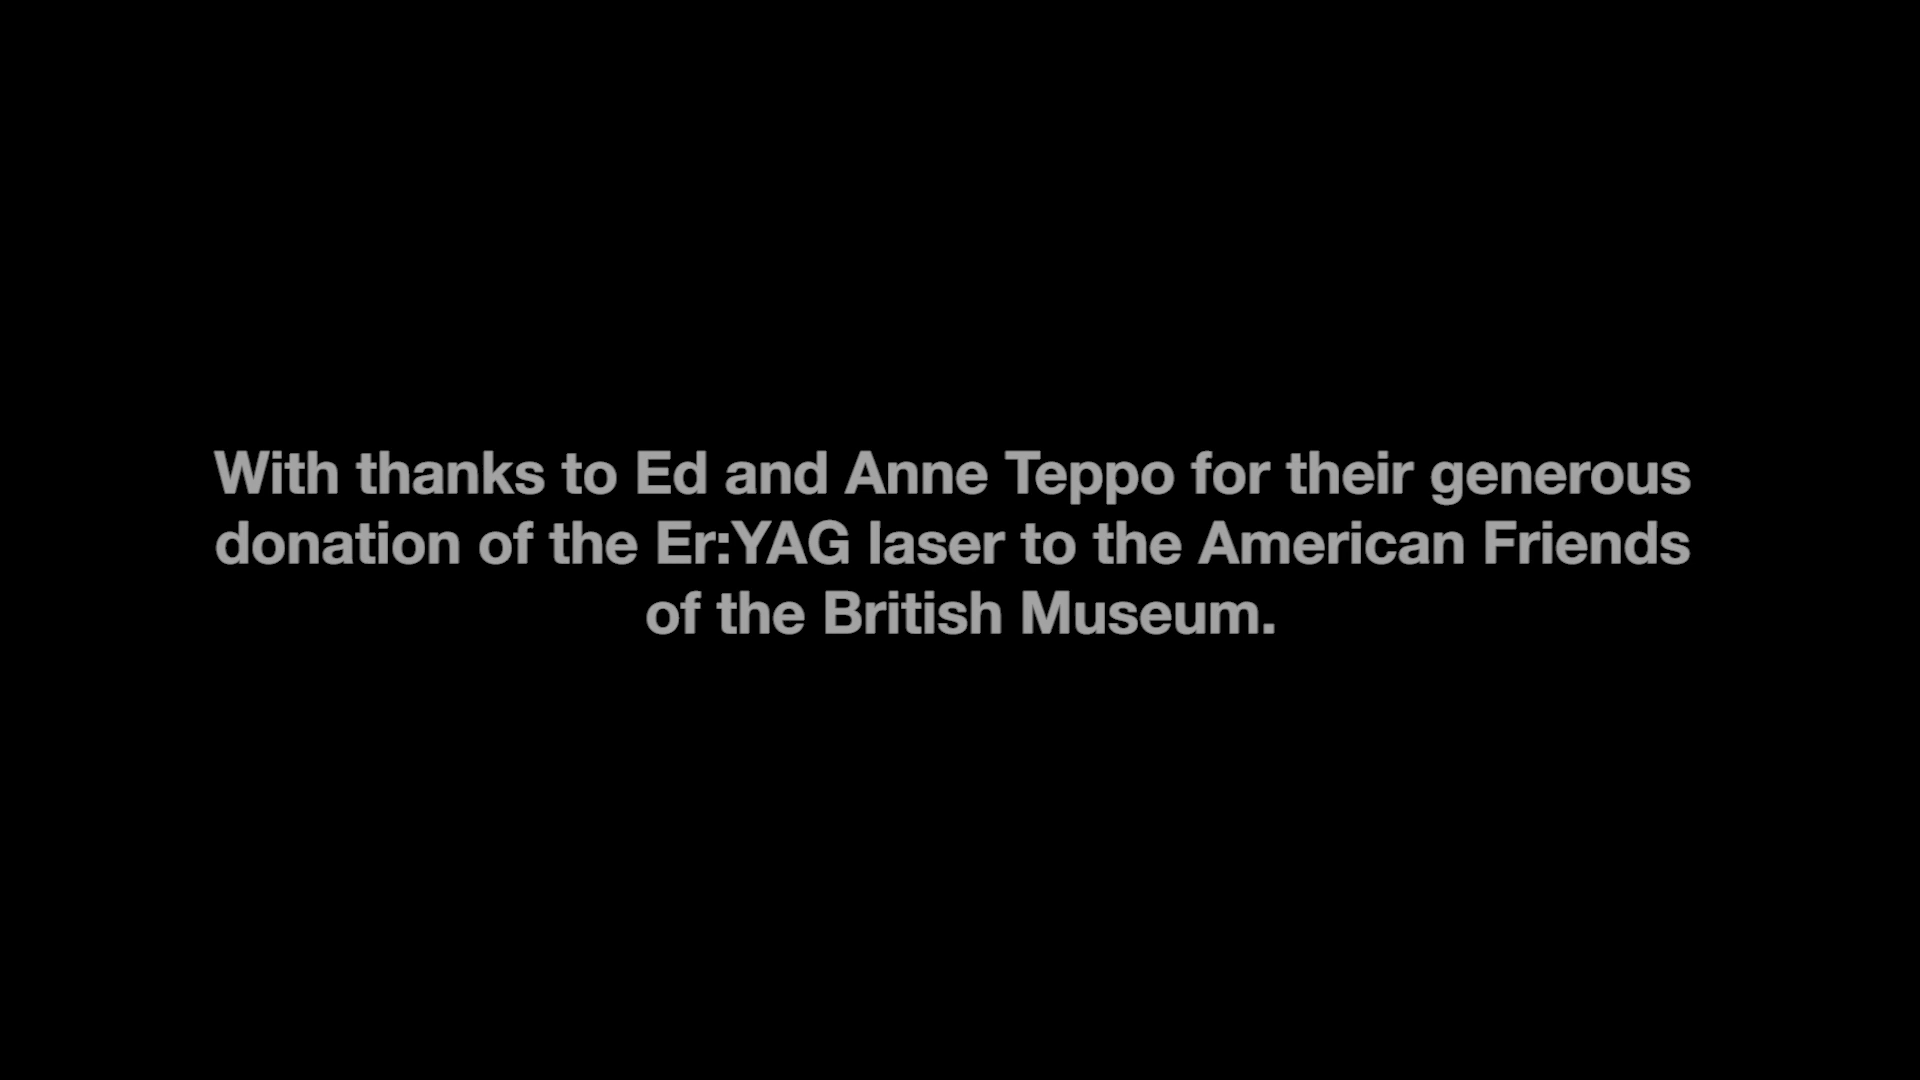 With thanks to Ed and Anne Teppo for their generous
donation of the Er:YAG laser to the American Friends
of the British Museum.